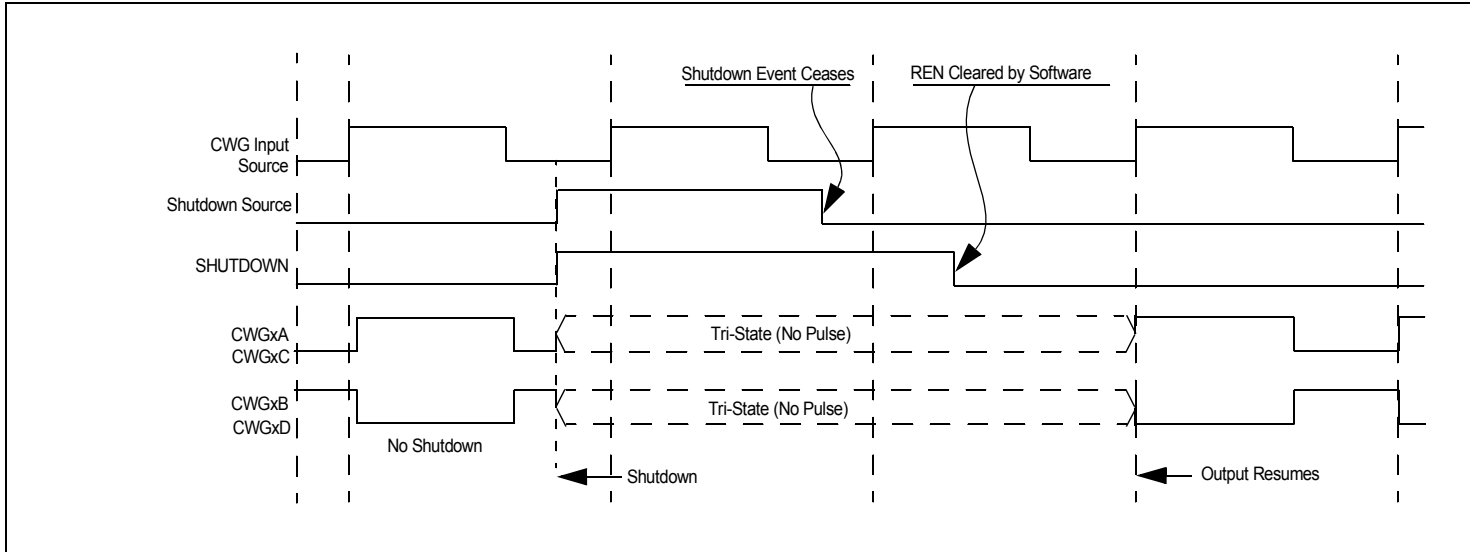 Shutdown Event Ceases
REN Cleared by Software
CWG Input
Source
Shutdown Source
SHUTDOWN
CWGxA
CWGxC
Tri-State (No Pulse)
CWGxB
CWGxD
Tri-State (No Pulse)
No Shutdown
Shutdown
Output Resumes